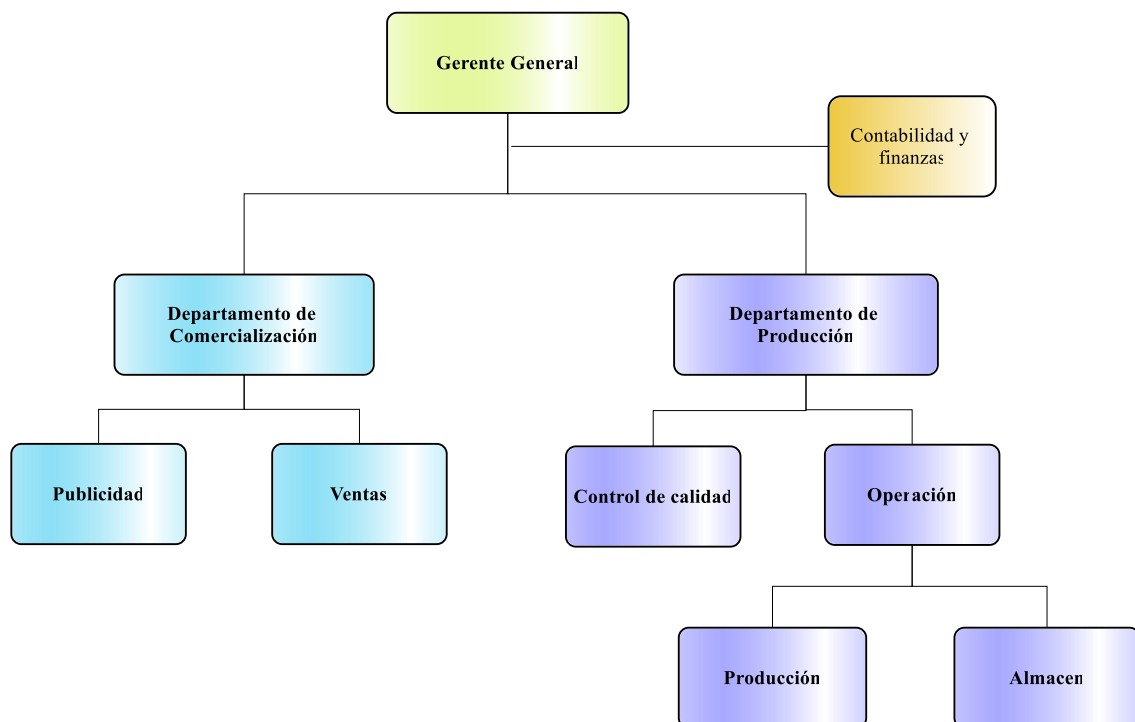 Gerente General
Contabilidad y
finanzas
Departamento de
Comercialización
Departamento de
Producción
Publicidad
Ventas
Control de calidad
Operación
Producción
Almacen